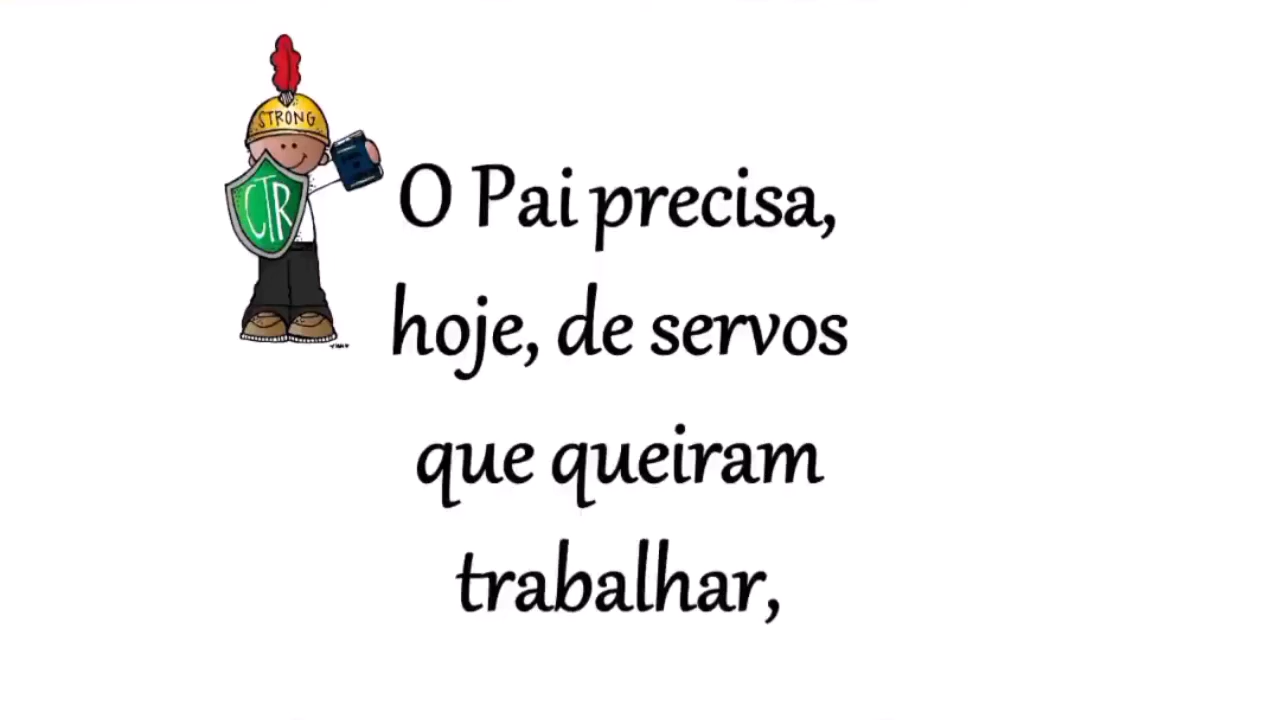 STRONG
CTR
O Pai precisa,
hoje, de servos
que queiram
trabalhar,